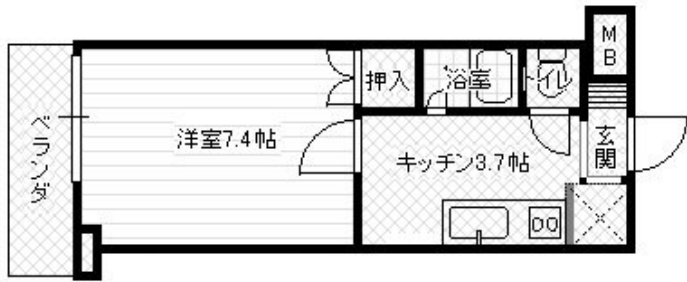 MB
押入
浴室
トイレ
洋室7.4帖
キッチン3.7帖
玄関
ベランダ